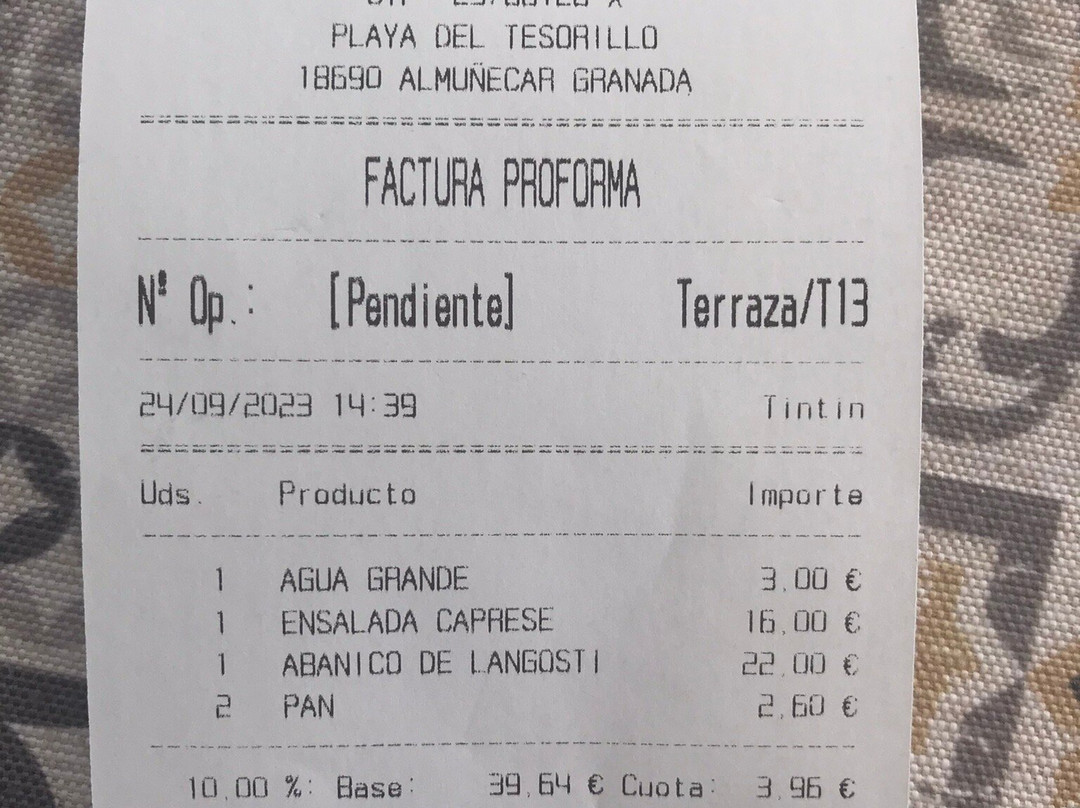 PLAYA DEL TESORILLO
18690 ALMUÑECAR GRANADA
FACTURA PROFORMA
Nº Op.: [Pendiente] Terraza/T13
24/09/2023 14:39 Tintin
Uds. Producto Importe
1 AGUA GRANDE 3,00 €
1 ENSALADA CAPRESE 16,00 €
1 ABANICO DE LANGOSTI 22,00 €
2 PAN 2,60 €
10,00 %: Base: 39,64 € Cuota: 3,96 €